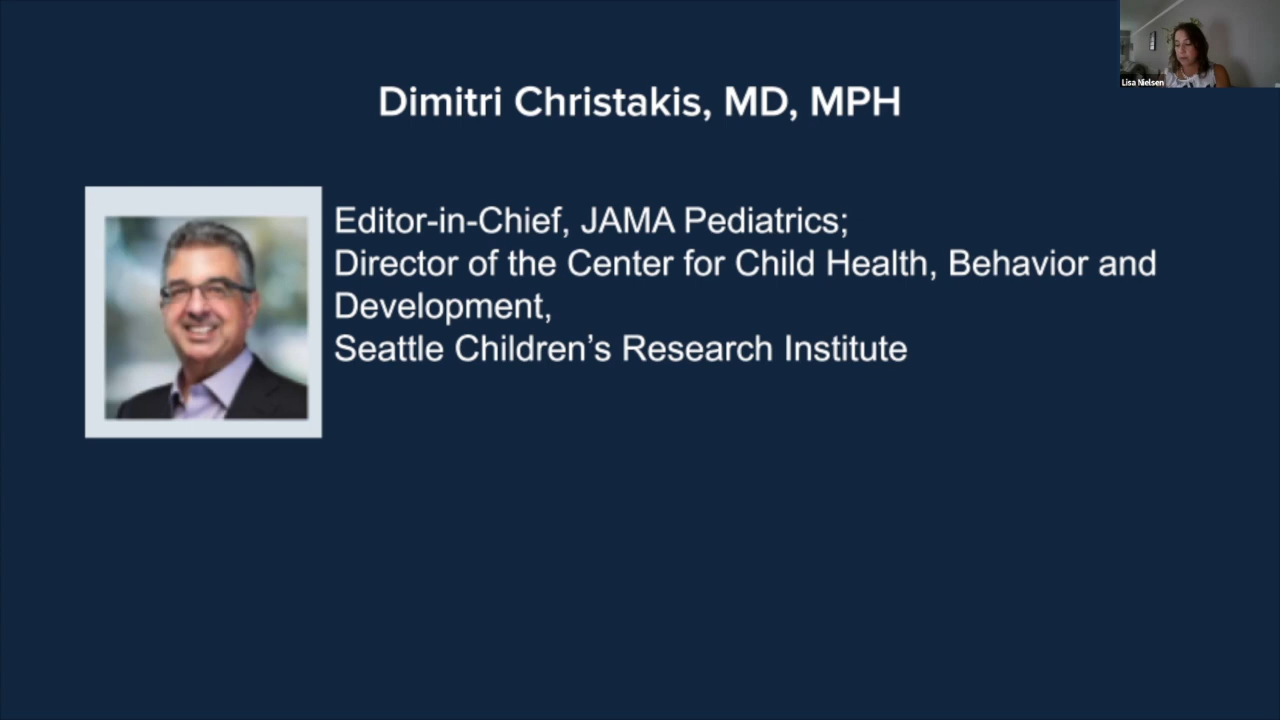 Dimitri Christakis, MD, MPH
Editor-in-Chief, JAMA Pediatrics;
Director of the Center for Child Health, Behavior and
Development,
Seattle Children’s Research Institute
Lisa Nielsen